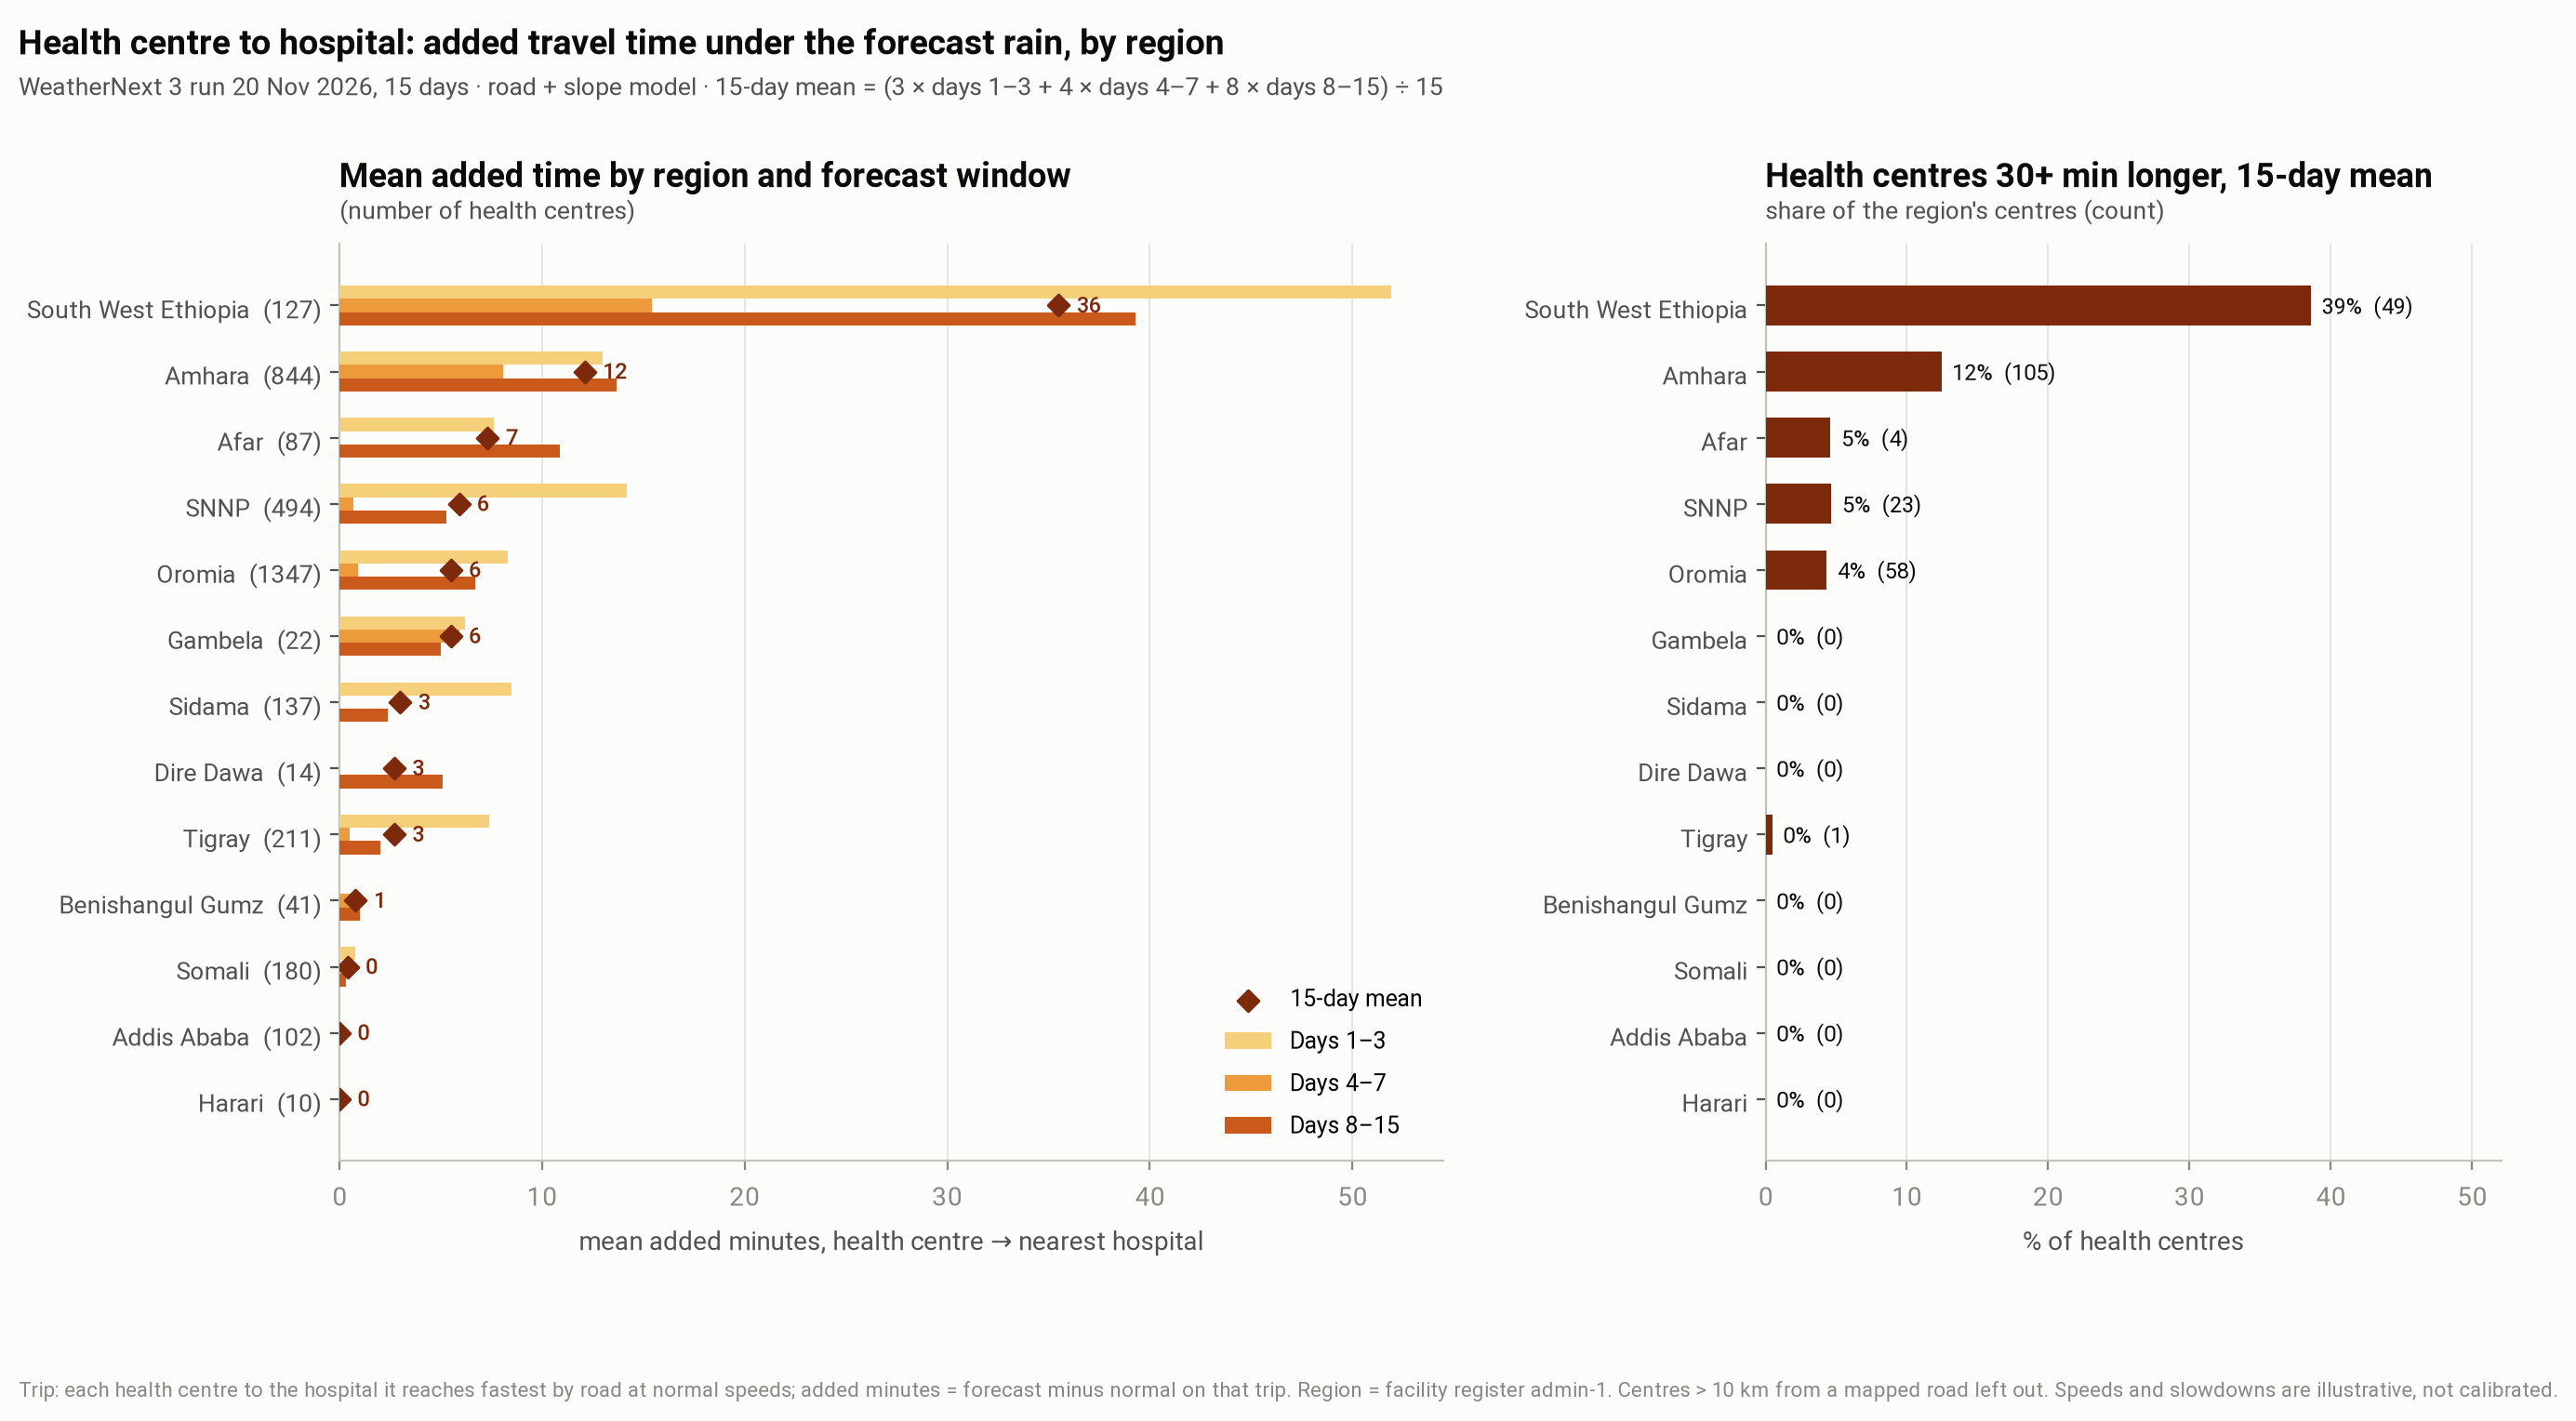 Health centre to hospital: added travel time under the forecast rain, by region
WeatherNext 3 run 20 Nov 2026, 15 days · road + slope model · 15-day mean = (3 × days 1–3 + 4 × days 4–7 + 8 × days 8–15) ÷ 15
Mean added time by region and forecast window
(number of health centres)
South West Ethiopia (127)
36
Amhara (844)
12
Afar (87)
7
SNNP (494)
6
Oromia (1347)
6
Gambela (22)
6
Sidama (137)
3
Dire Dawa (14)
3
Tigray (211)
3
Benishangul Gumz (41)
1
Somali (180)
0
Addis Ababa (102)
0
Harari (10)
0
15-day mean
Days 1–3
Days 4–7
Days 8–15
0 10 20 30 40 50
mean added minutes, health centre → nearest hospital
Health centres 30+ min longer, 15-day mean
share of the region's centres (count)
South West Ethiopia 39% (49)
Amhara 12% (105)
Afar 5% (4)
SNNP 5% (23)
Oromia 4% (58)
Gambela 0% (0)
Sidama 0% (0)
Dire Dawa 0% (0)
Tigray 0% (1)
Benishangul Gumz 0% (0)
Somali 0% (0)
Addis Ababa 0% (0)
Harari 0% (0)
0 10 20 30 40 50
% of health centres
Trip: each health centre to the hospital it reaches fastest by road at normal speeds; added minutes = forecast minus normal on that trip. Region = facility register admin-1. Centres > 10 km from a mapped road left out. Speeds and slowdowns are illustrative, not calibrated.